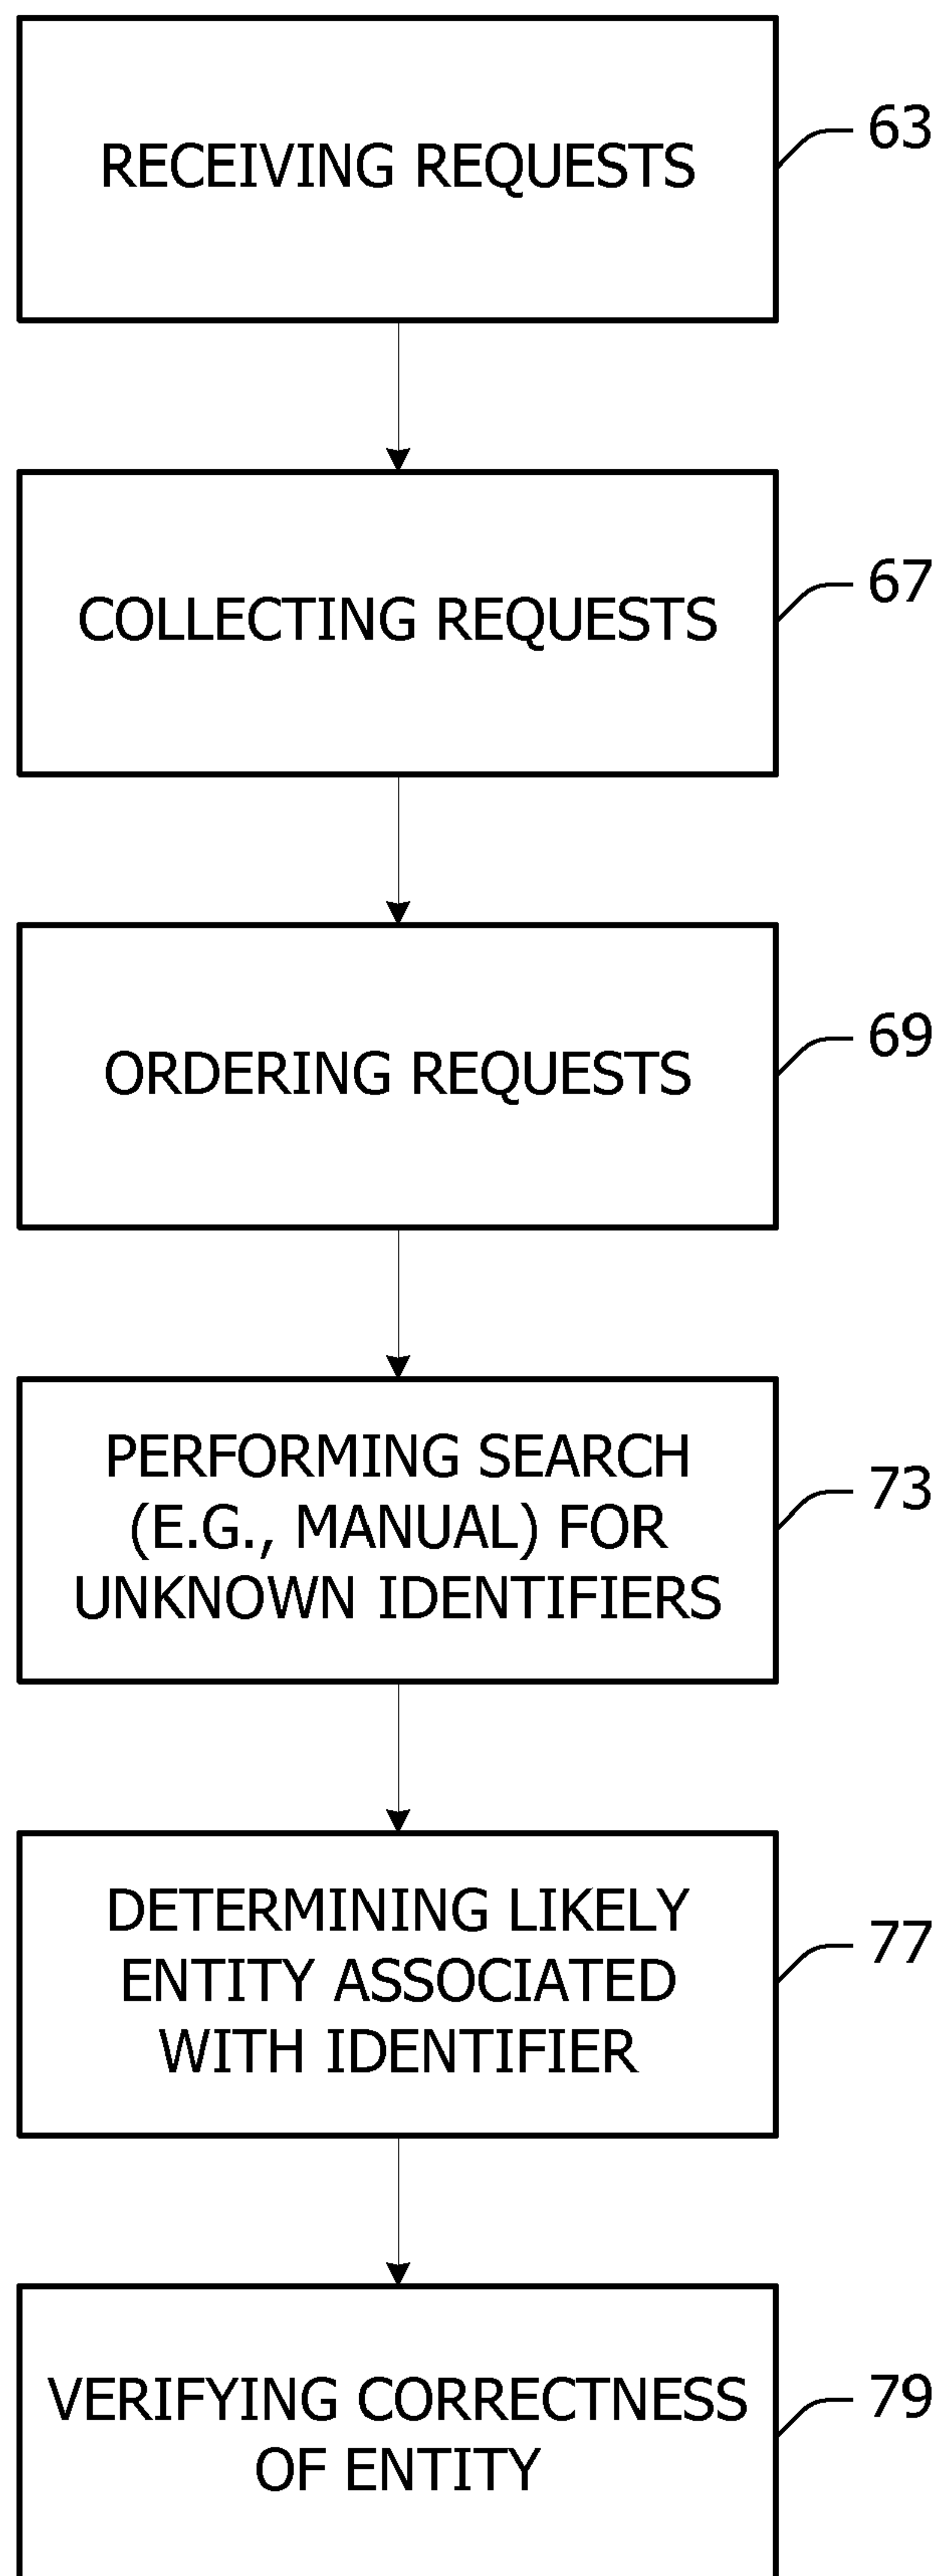 RECEIVING REQUESTS
63
COLLECTING REQUESTS
67
ORDERING REQUESTS
69
PERFORMING SEARCH
(E.G., MANUAL) FOR
UNKNOWN IDENTIFIERS
73
DETERMINING LIKELY
ENTITY ASSOCIATED
WITH IDENTIFIER
77
VERIFYING CORRECTNESS
OF ENTITY
79